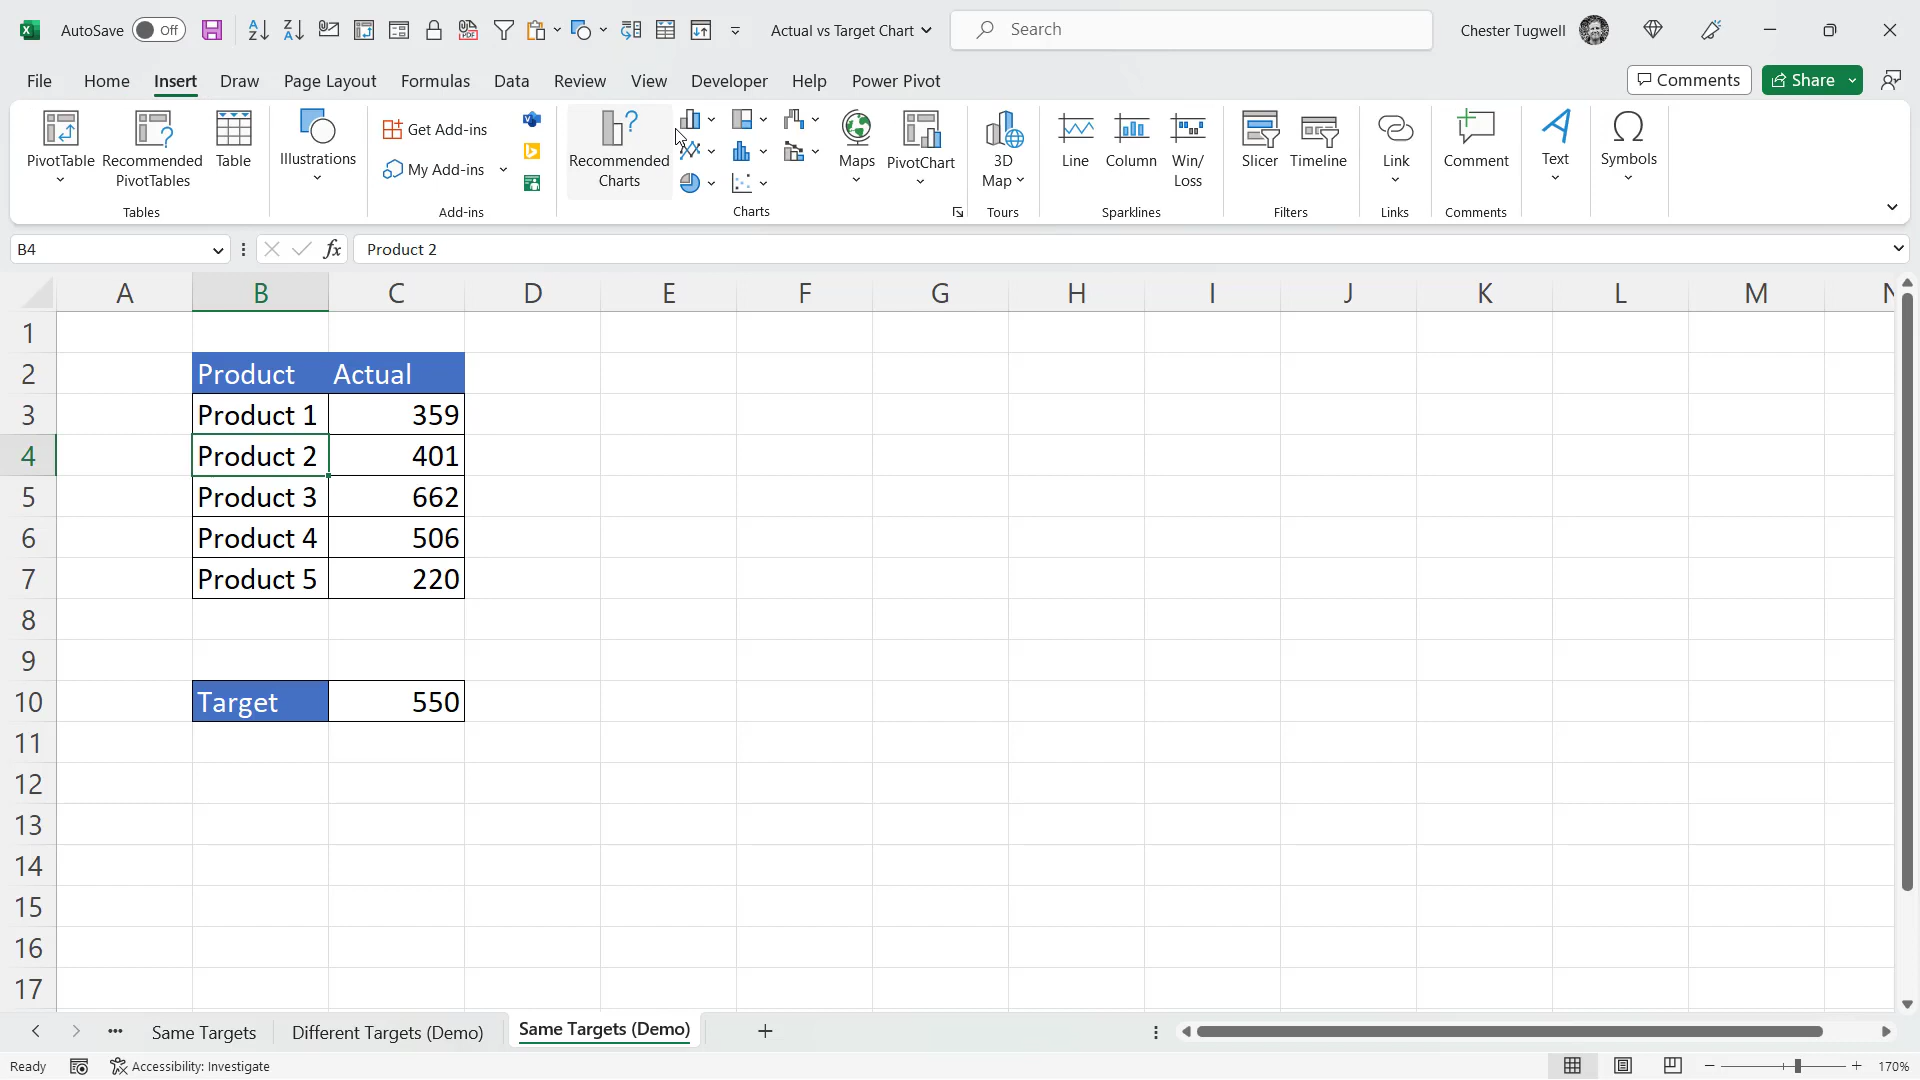 AutoSave Off Actual vs Target Chart Search Chester Tugwell
File Home Insert Draw Page Layout Formulas Data Review View Developer Help Power Pivot Comments Share
PivotTable Recommended PivotTables Table
Illustrations
Get Add-ins
My Add-ins
Recommended Charts
Maps PivotChart
3D Map
Line Column Win/Loss
Slicer Timeline
Link
Comment
Text
Symbols
Tables Add-ins Charts Tours Sparklines Filters Links Comments
B4 fx Product 2
A B C D E F G H I J K L M N
1
2 Product Actual
3 Product 1 359
4 Product 2 401
5 Product 3 662
6 Product 4 506
7 Product 5 220
8
9
10 Target 550
11
12
13
14
15
16
17
Same Targets Different Targets (Demo) Same Targets (Demo)
Ready Accessibility: Investigate 170%